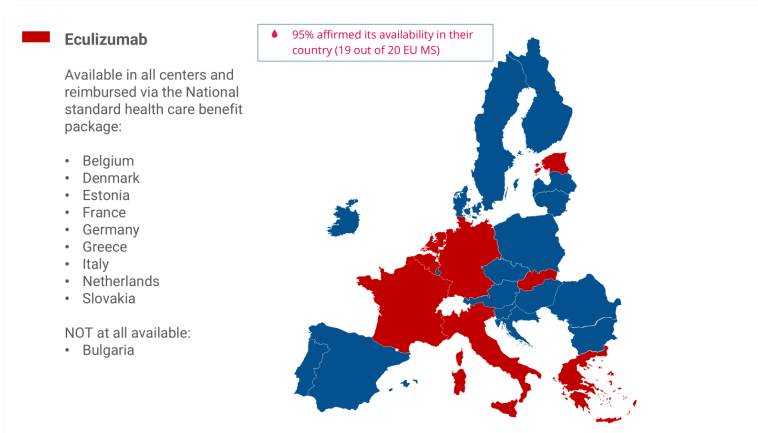 Eculizumab
95% affirmed its availability in their
country (19 out of 20 EU MS)
Available in all centers and
reimbursed via the National
standard health care benefit
package:
• Belgium
• Denmark
• Estonia
• France
• Germany
• Greece
• Italy
• Netherlands
• Slovakia
NOT at all available:
• Bulgaria